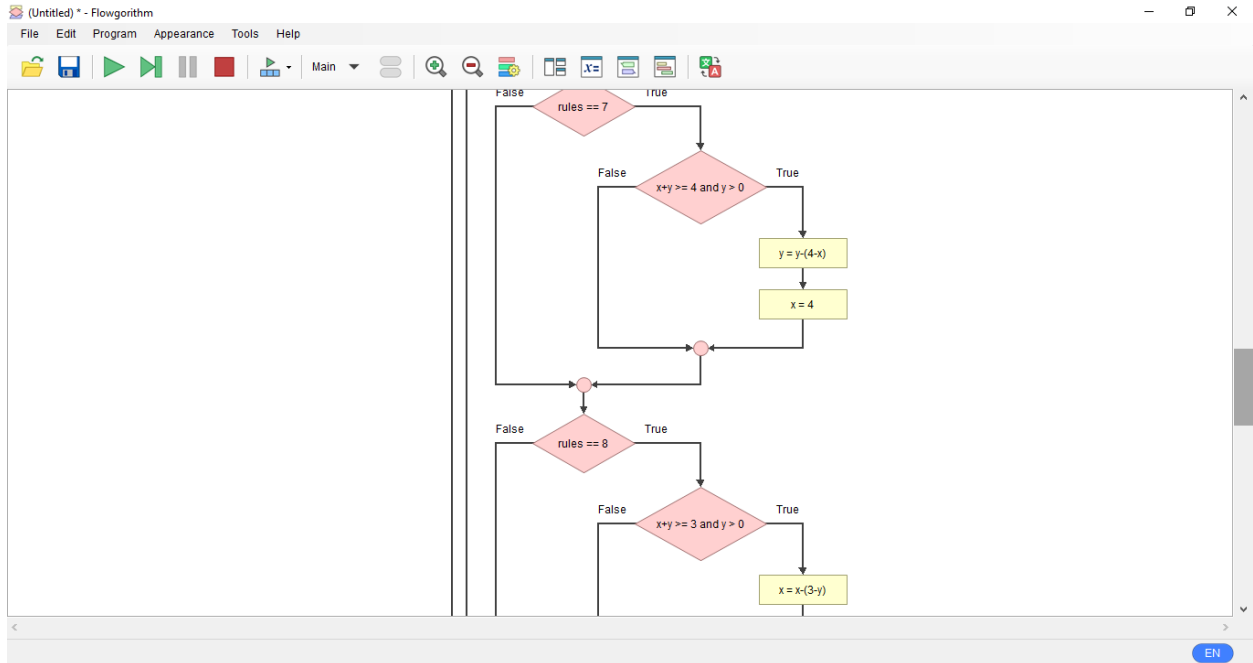 (Untitled) * - Flowgorithm
File Edit Program Appearance Tools Help
Main
False True
rules == 7
False True
x+y >= 4 and y > 0
y = y-(4-x)
x = 4
False True
rules == 8
False True
x+y >= 3 and y > 0
x = x-(3-y)
EN